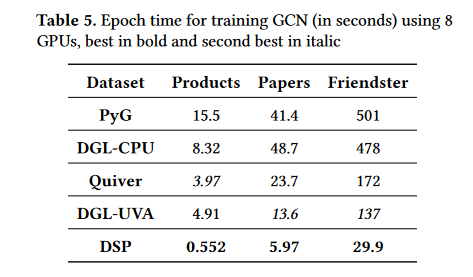 Table 5. Epoch time for training GCN (in seconds) using 8
GPUs, best in bold and second best in italic
Dataset Products Papers Friendster
PyG 15.5 41.4 501
DGL-CPU 8.32 48.7 478
Quiver 3.97 23.7 172
DGL-UVA 4.91 13.6 137
DSP 0.552 5.97 29.9